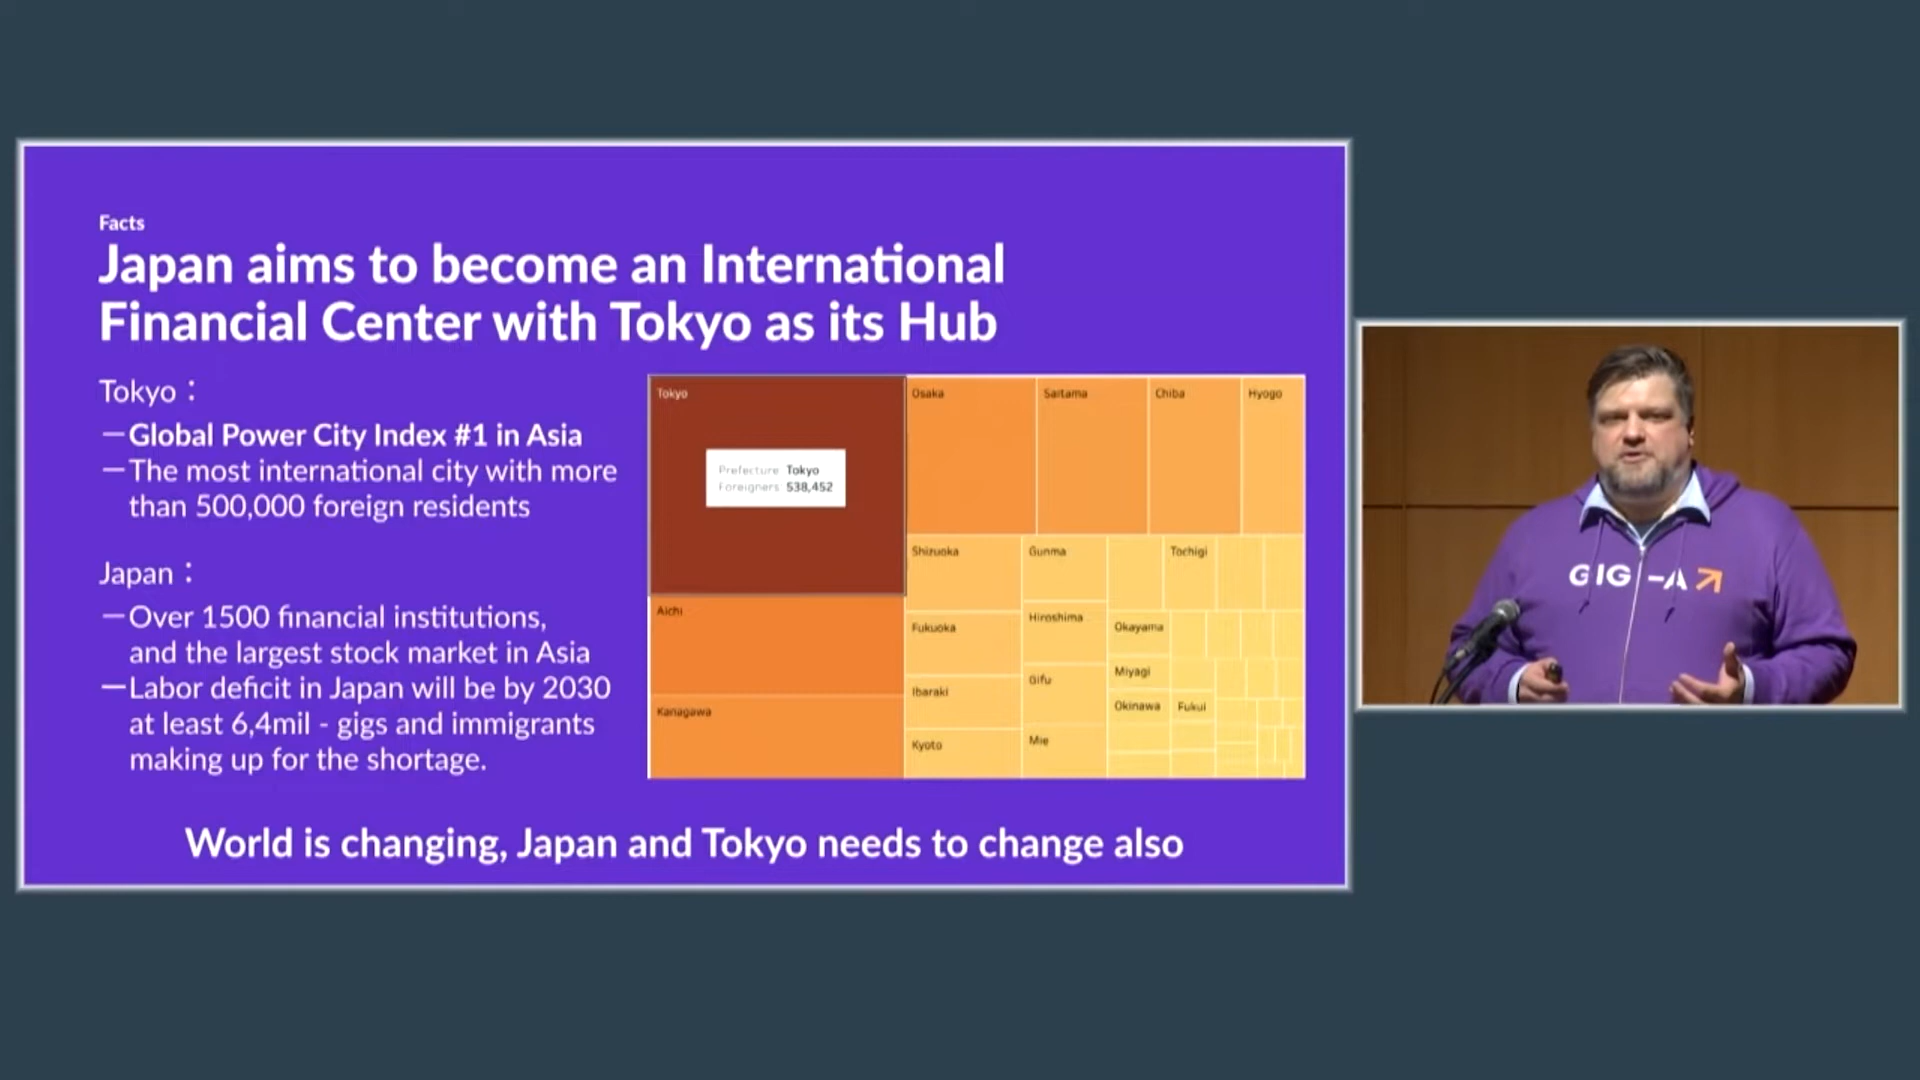 Facts
Japan aims to become an International
Financial Center with Tokyo as its Hub
Tokyo：
—Global Power City Index #1 in Asia
—The most international city with more
than 500,000 foreign residents
Japan：
—Over 1500 financial institutions,
and the largest stock market in Asia
—Labor deficit in Japan will be by 2030
at least 6,4mil - gigs and immigrants
making up for the shortage.
Tokyo
Prefecture Tokyo
Foreigners 538,452
Osaka
Saitama
Chiba
Hyogo
Aichi
Kanagawa
Shizuoka
Gunma
Tochigi
Fukuoka
Hiroshima
Okayama
Ibaraki
Gifu
Miyagi
Okinawa
Fukui
Kyoto
Mie
World is changing, Japan and Tokyo needs to change also